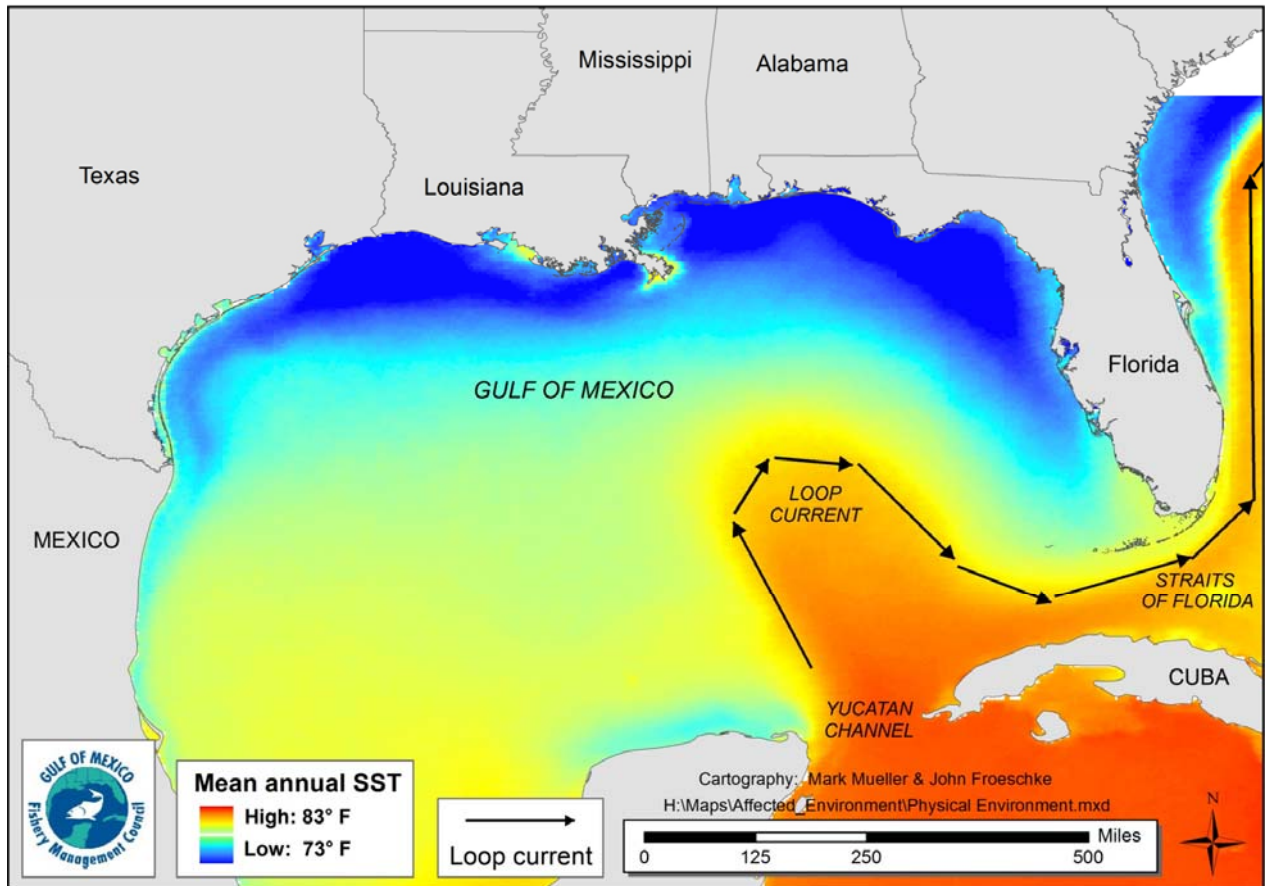 Mississippi
Alabama
Texas
Louisiana
GULF OF MEXICO
Florida
LOOP
CURRENT
MEXICO
STRAITS
OF FLORIDA
CUBA
YUCATAN
CHANNEL
GULF OF MEXICO
Fishery Management Council
Mean annual SST
High: 83° F
Low: 73° F
Loop current
Cartography: Mark Mueller & John Froeschke
H:\Maps\Affected_Environment\Physical Environment.mxd
Miles
0 125 250 500
N